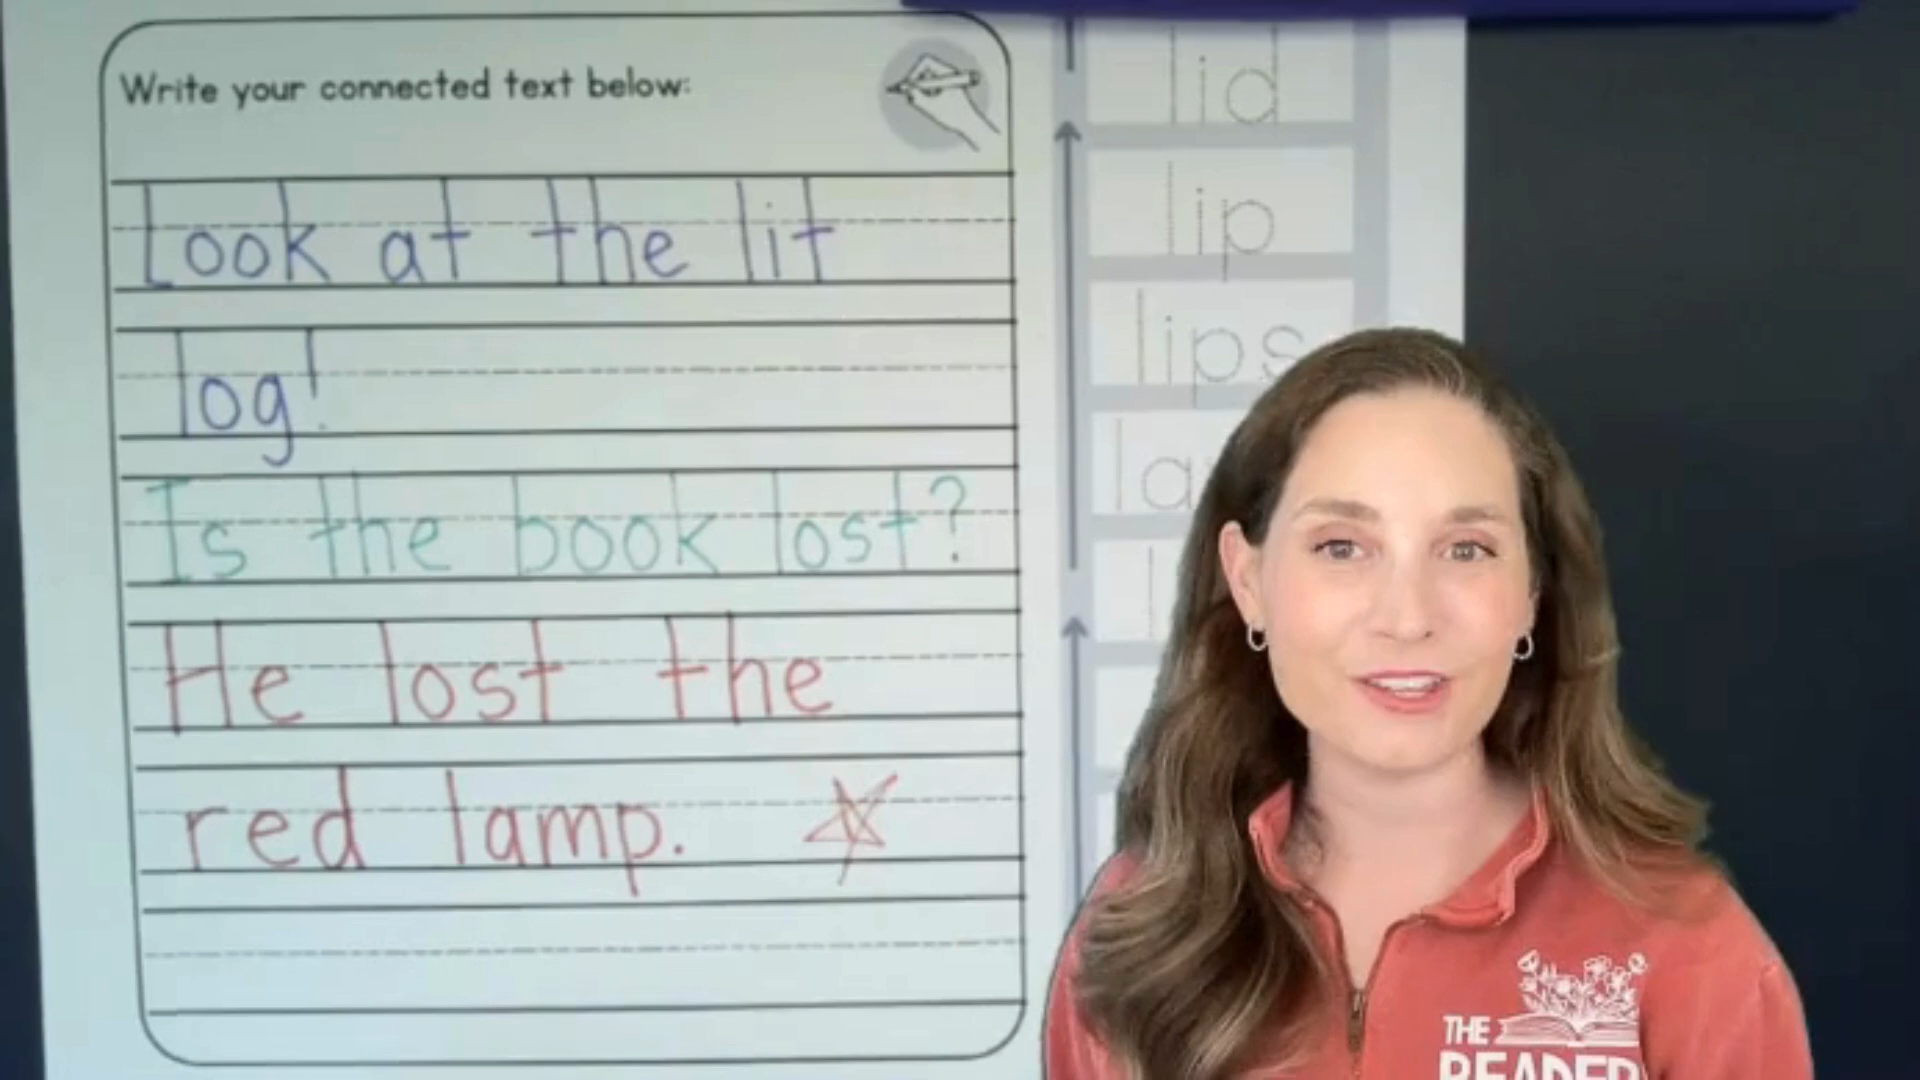 Write your connected text below:
Look at the lit
log!
Is the book lost?
He lost the
red lamp.
lid
lip
lips
THE
READER